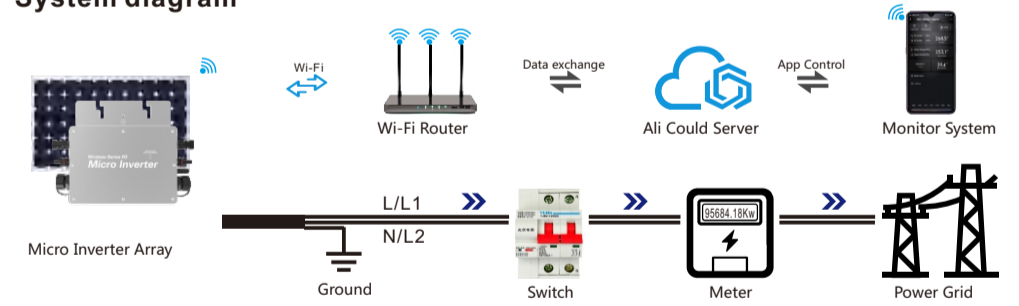 System diagram
Wi-Fi
Data exchange
App Control
Wi-Fi Router
Ali Could Server
Monitor System
Micro Inverter
L/L1
N/L2
95684.18Kw
Micro Inverter Array
Ground
Switch
Meter
Power Grid